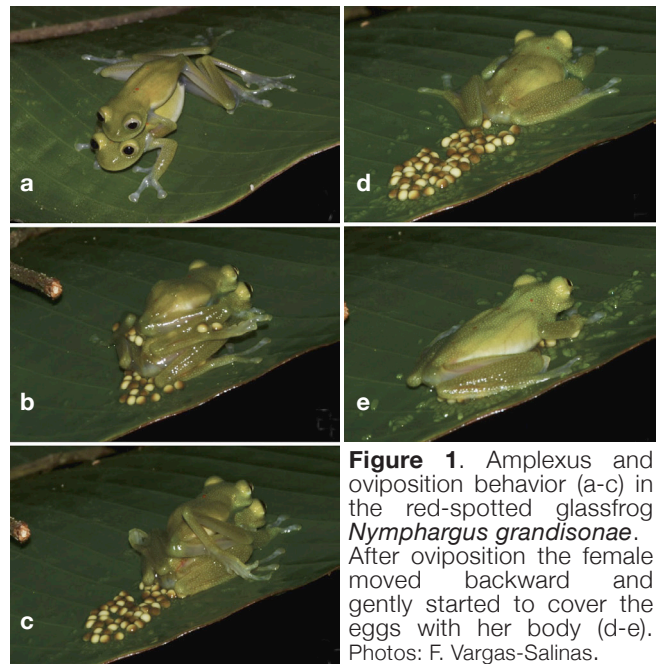 a
b
c
d
e
Figure 1. Amplexus and
oviposition behavior (a-c) in
the red-spotted glassfrog
Nymphargus grandisonae.
After oviposition the female
moved backward and
gently started to cover the
eggs with her body (d-e).
Photos: F. Vargas-Salinas.